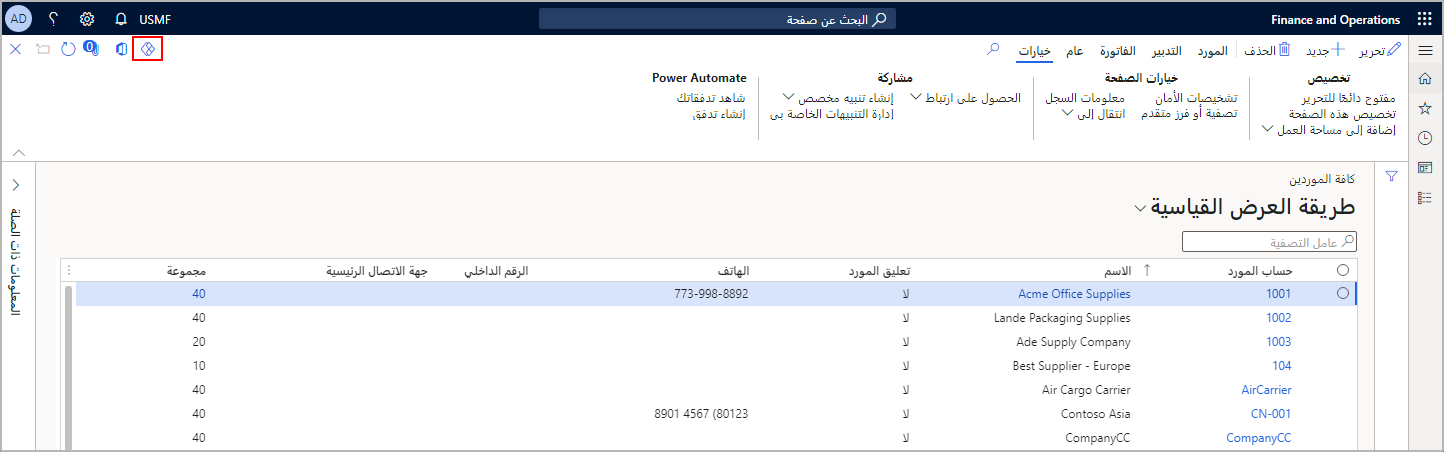 Finance and Operations
البحث عن صفحة
USMF
؟
AD
تحرير
جديد
الحذف
المورد
التدبير
الفاتورة
عام
خيارات
0
تخصيص
مفتوح دائمًا للتحرير
تخصيص هذه الصفحة
إضافة إلى مساحة العمل
خيارات الصفحة
تشخيصات الأمان
تصفية أو فرز متقدم
معلومات السجل
انتقال إلى
مشاركة
الحصول على ارتباط
إنشاء تنبيه مخصص
إدارة التنبيهات الخاصة بي
Power Automate
شاهد تدفقاتك
إنشاء تدفق
كافة الموردين
طريقة العرض القياسية
عامل التصفية
حساب المورد الاسم تعليق المورد الهاتف الرقم الداخلي جهة الاتصال الرئيسية مجموعة
1001 Acme Office Supplies لا 773-998-8892 40
1002 Lande Packaging Supplies لا 40
1003 Ade Supply Company لا 20
104 Best Supplier - Europe لا 10
AirCarrier Air Cargo Carrier لا 40
CN-001 Contoso Asia لا 8901 4567 (80123 40
CompanyCC CompanyCC لا 40
المعلومات ذات الصلة